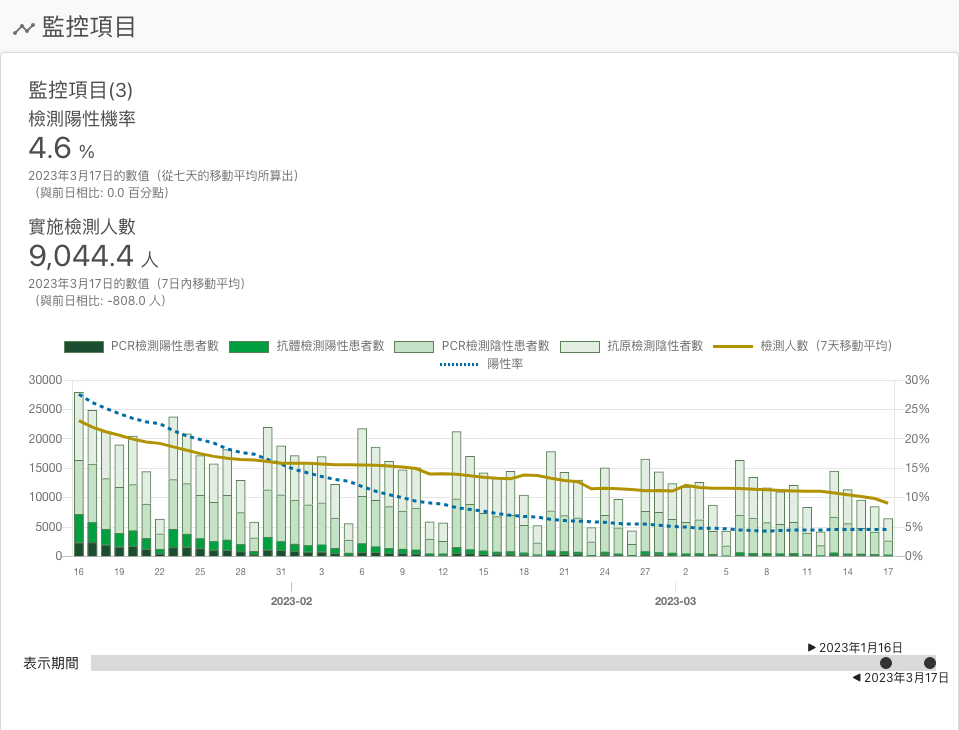 監控項目
監控項目(3)
檢測陽性機率
4.6 %
2023年3月17日的數值（從七天的移動平均所算出）
（與前日相比: 0.0 百分點）
實施檢測人數
9,044.4 人
2023年3月17日的數值（7日內移動平均）
（與前日相比: -808.0 人）
PCR檢測陽性患者數 抗體檢測陽性患者數 PCR檢測陰性患者數 抗原檢測陰性者數 檢測人數（7天移動平均）
陽性率
30000 30%
25000 25%
20000 20%
15000 15%
10000 10%
5000 5%
0 0%
16 19 22 25 28 31 3 6 9 12 15 18 21 24 27 2 5 8 11 14 17
2023-02 2023-03
▶ 2023年1月16日
表示期間
◀ 2023年3月17日